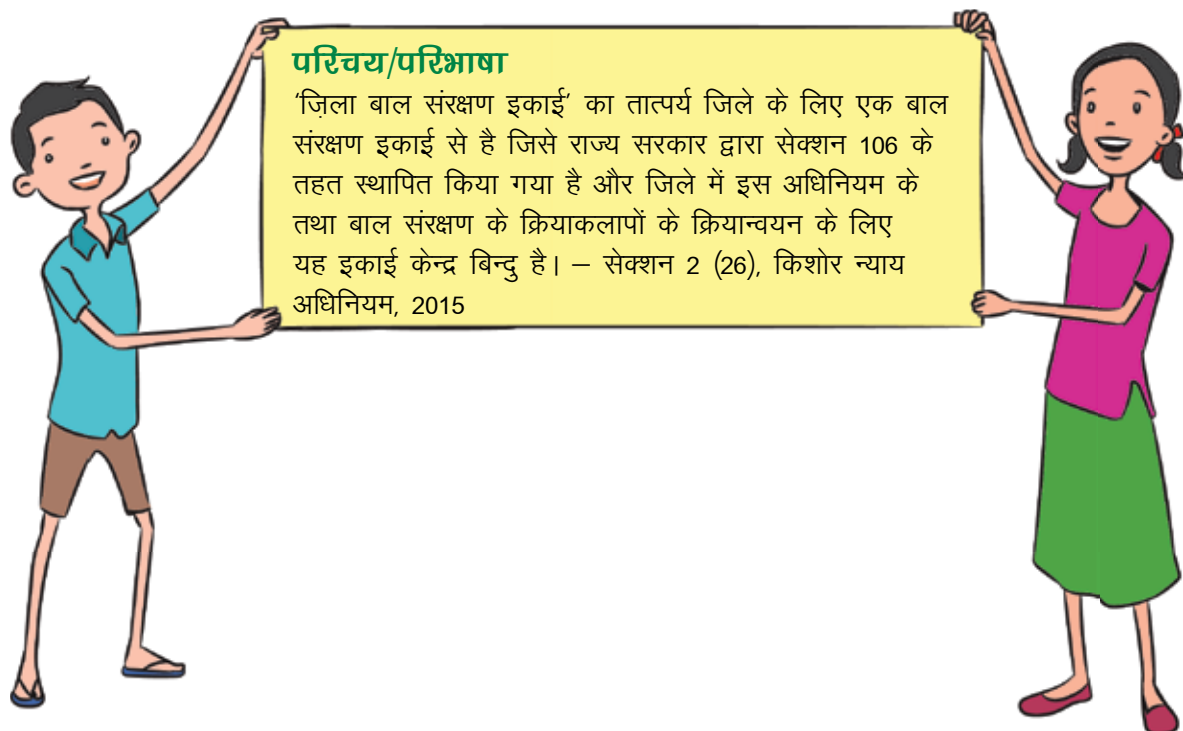 परिचय/परिभाषा
'ज़िला बाल संरक्षण इकाई' का तात्पर्य जिले के लिए एक बाल
संरक्षण इकाई से है जिसे राज्य सरकार द्वारा सेक्शन 106 के
तहत स्थापित किया गया है और जिले में इस अधिनियम के
तथा बाल संरक्षण के क्रियाकलापों के क्रियान्वयन के लिए
यह इकाई केन्द्र बिन्दु है। – सेक्शन 2 (26), किशोर न्याय
अधिनियम, 2015